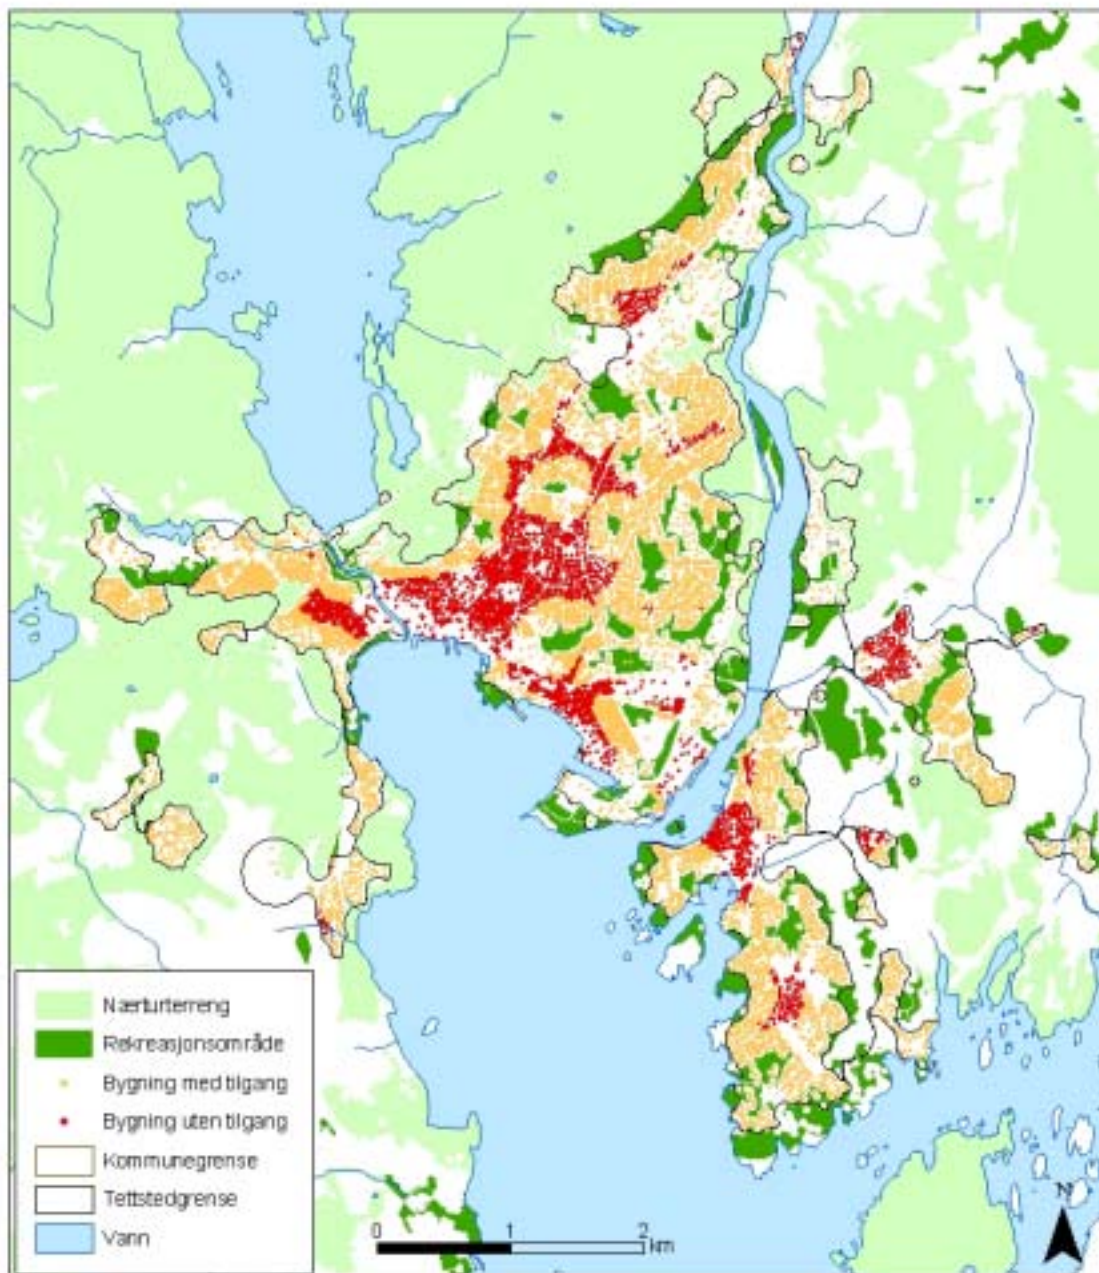 Nærturterreng
Rekreasjonsområde
Bygning med tilgang
Bygning uten tilgang
Kommunegrense
Tettstedgrense
Vann
0 1 2
km
N